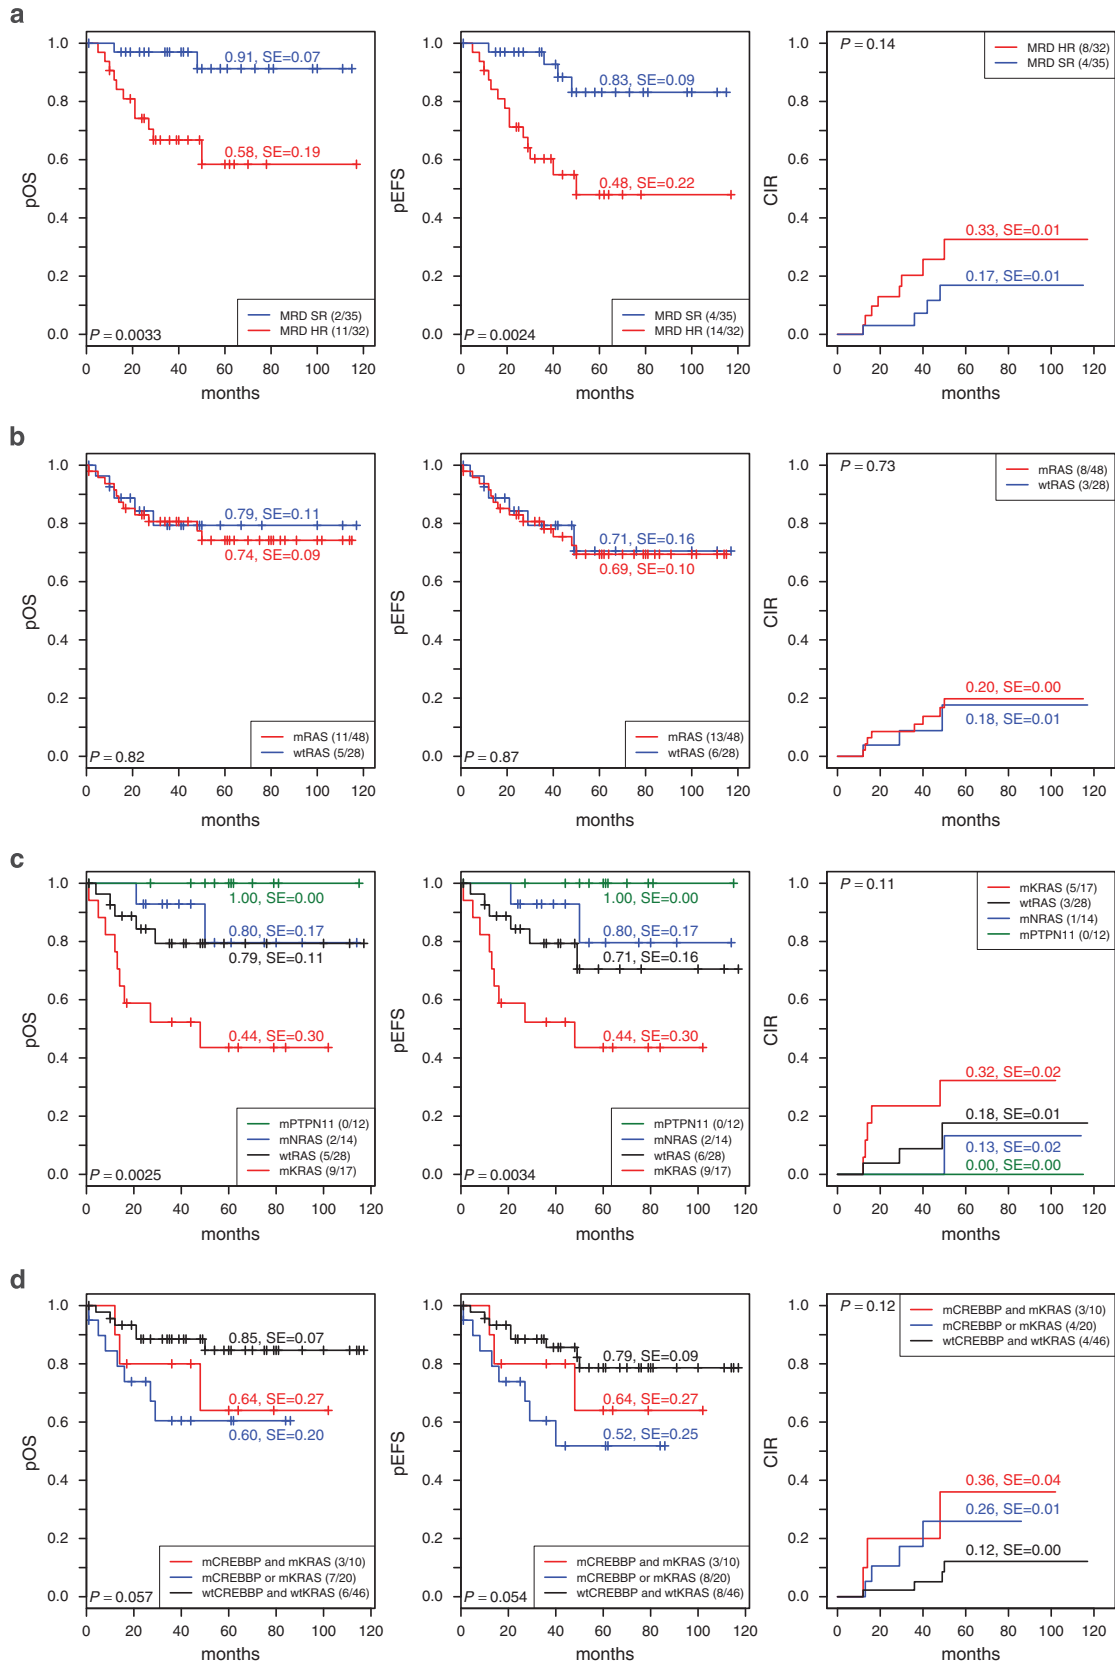 a
1.0
0.8
0.6
0.4
0.2
0.0
pOS
0.91, SE=0.07
0.58, SE=0.19
MRD SR (2/35)
MRD HR (11/32)
P = 0.0033
0 20 40 60 80 100 120
months
1.0
0.8
0.6
0.4
0.2
0.0
pEFS
0.83, SE=0.09
0.48, SE=0.22
MRD SR (4/35)
MRD HR (14/32)
P = 0.0024
0 20 40 60 80 100 120
months
1.0
0.8
0.6
0.4
0.2
0.0
CIR
P = 0.14
MRD HR (8/32)
MRD SR (4/35)
0.33, SE=0.01
0.17, SE=0.01
0 20 40 60 80 100 120
months
b
1.0
0.8
0.6
0.4
0.2
0.0
pOS
0.79, SE=0.11
0.74, SE=0.09
mRAS (11/48)
wtRAS (5/28)
P = 0.82
0 20 40 60 80 100 120
months
1.0
0.8
0.6
0.4
0.2
0.0
pEFS
0.71, SE=0.16
0.69, SE=0.10
mRAS (13/48)
wtRAS (6/28)
P = 0.87
0 20 40 60 80 100 120
months
1.0
0.8
0.6
0.4
0.2
0.0
CIR
P = 0.73
mRAS (8/48)
wtRAS (3/28)
0.20, SE=0.00
0.18, SE=0.01
0 20 40 60 80 100 120
months
c
1.0
0.8
0.6
0.4
0.2
0.0
pOS
1.00, SE=0.00
0.80, SE=0.17
0.79, SE=0.11
0.44, SE=0.30
mPTPN11 (0/12)
mNRAS (2/14)
wtRAS (5/28)
mKRAS (9/17)
P = 0.0025
0 20 40 60 80 100 120
months
1.0
0.8
0.6
0.4
0.2
0.0
pEFS
1.00, SE=0.00
0.80, SE=0.17
0.71, SE=0.16
0.44, SE=0.30
mPTPN11 (0/12)
mNRAS (2/14)
wtRAS (6/28)
mKRAS (9/17)
P = 0.0034
0 20 40 60 80 100 120
months
1.0
0.8
0.6
0.4
0.2
0.0
CIR
P = 0.11
mKRAS (5/17)
wtRAS (3/28)
mNRAS (1/14)
mPTPN11 (0/12)
0.32, SE=0.02
0.18, SE=0.01
0.13, SE=0.02
0.00, SE=0.00
0 20 40 60 80 100 120
months
d
1.0
0.8
0.6
0.4
0.2
0.0
pOS
0.85, SE=0.07
0.64, SE=0.27
0.60, SE=0.20
mCREBBP and mKRAS (3/10)
mCREBBP or mKRAS (7/20)
wtCREBBP and wtKRAS (6/46)
P = 0.057
0 20 40 60 80 100 120
months
1.0
0.8
0.6
0.4
0.2
0.0
pEFS
0.79, SE=0.09
0.64, SE=0.27
0.52, SE=0.25
mCREBBP and mKRAS (3/10)
mCREBBP or mKRAS (8/20)
wtCREBBP and wtKRAS (8/46)
P = 0.054
0 20 40 60 80 100 120
months
1.0
0.8
0.6
0.4
0.2
0.0
CIR
P = 0.12
mCREBBP and mKRAS (3/10)
mCREBBP or mKRAS (4/20)
wtCREBBP and wtKRAS (4/46)
0.36, SE=0.04
0.26, SE=0.01
0.12, SE=0.00
0 20 40 60 80 100 120
months